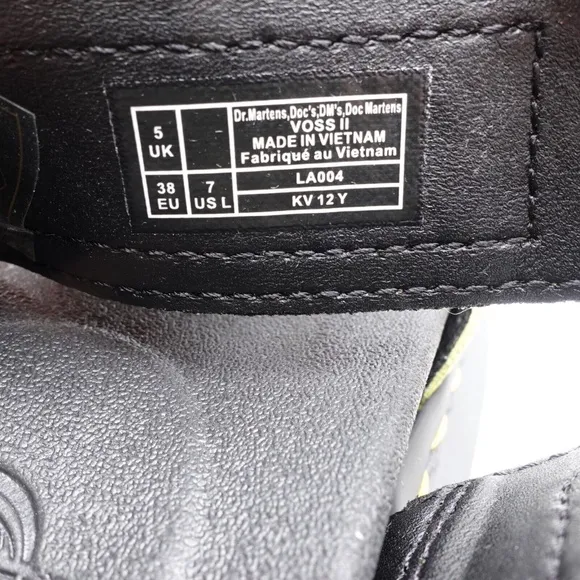 Dr.Martens,Doc's,DM's,Doc Martens
VOSS II
MADE IN VIETNAM
Fabriqué au Vietnam
5
UK
38
EU
7
US L
LA004
KV 12 Y